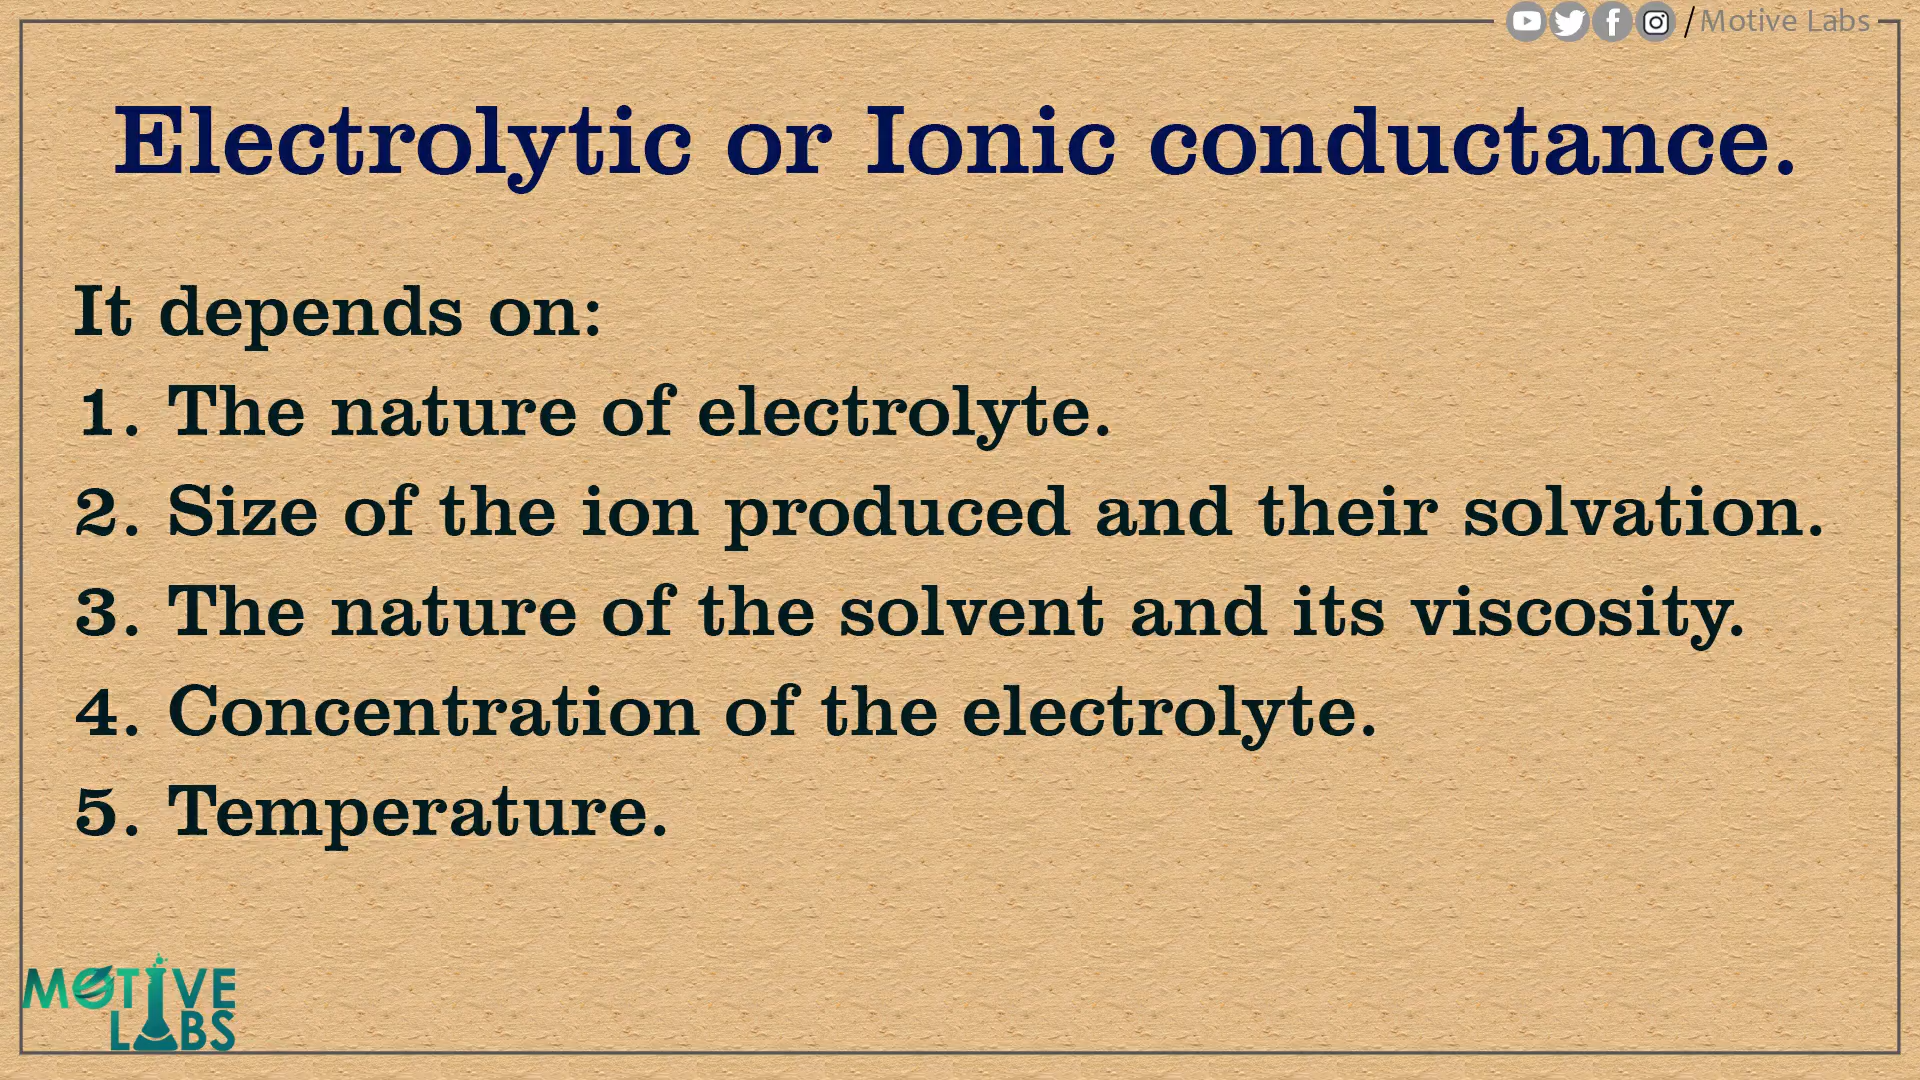 /Motive Labs
Electrolytic or Ionic conductance.
It depends on:
1. The nature of electrolyte.
2. Size of the ion produced and their solvation.
3. The nature of the solvent and its viscosity.
4. Concentration of the electrolyte.
5. Temperature.
MOTIVE
LABS